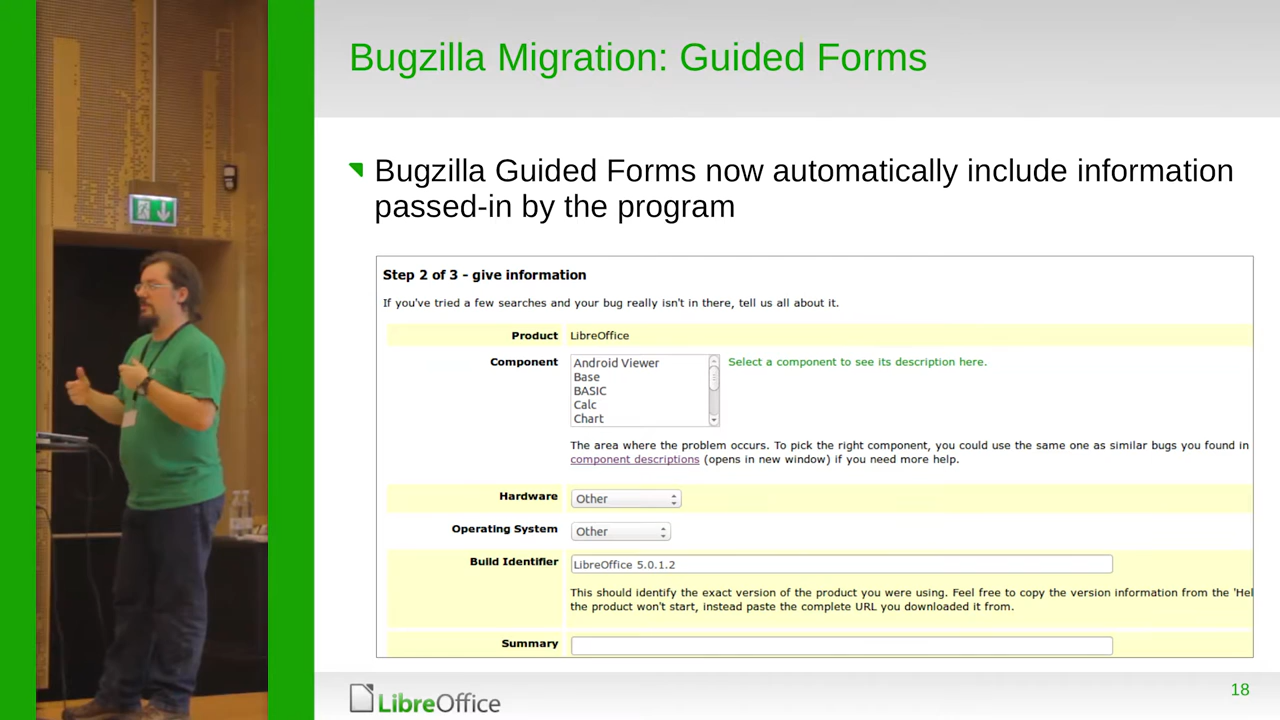 Bugzilla Migration: Guided Forms
Bugzilla Guided Forms now automatically include information
passed-in by the program
Step 2 of 3 - give information
If you've tried a few searches and your bug really isn't in there, tell us all about it.
Product LibreOffice
Component Android Viewer Select a component to see its description here.
Base
BASIC
Calc
Chart
The area where the problem occurs. To pick the right component, you could use the same one as similar bugs you found in
component descriptions (opens in new window) if you need more help.
Hardware Other
Operating System Other
Build Identifier LibreOffice 5.0.1.2
This should identify the exact version of the product you were using. Feel free to copy the version information from the 'Hel
the product won't start, instead paste the complete URL you downloaded it from.
Summary
LibreOffice 18